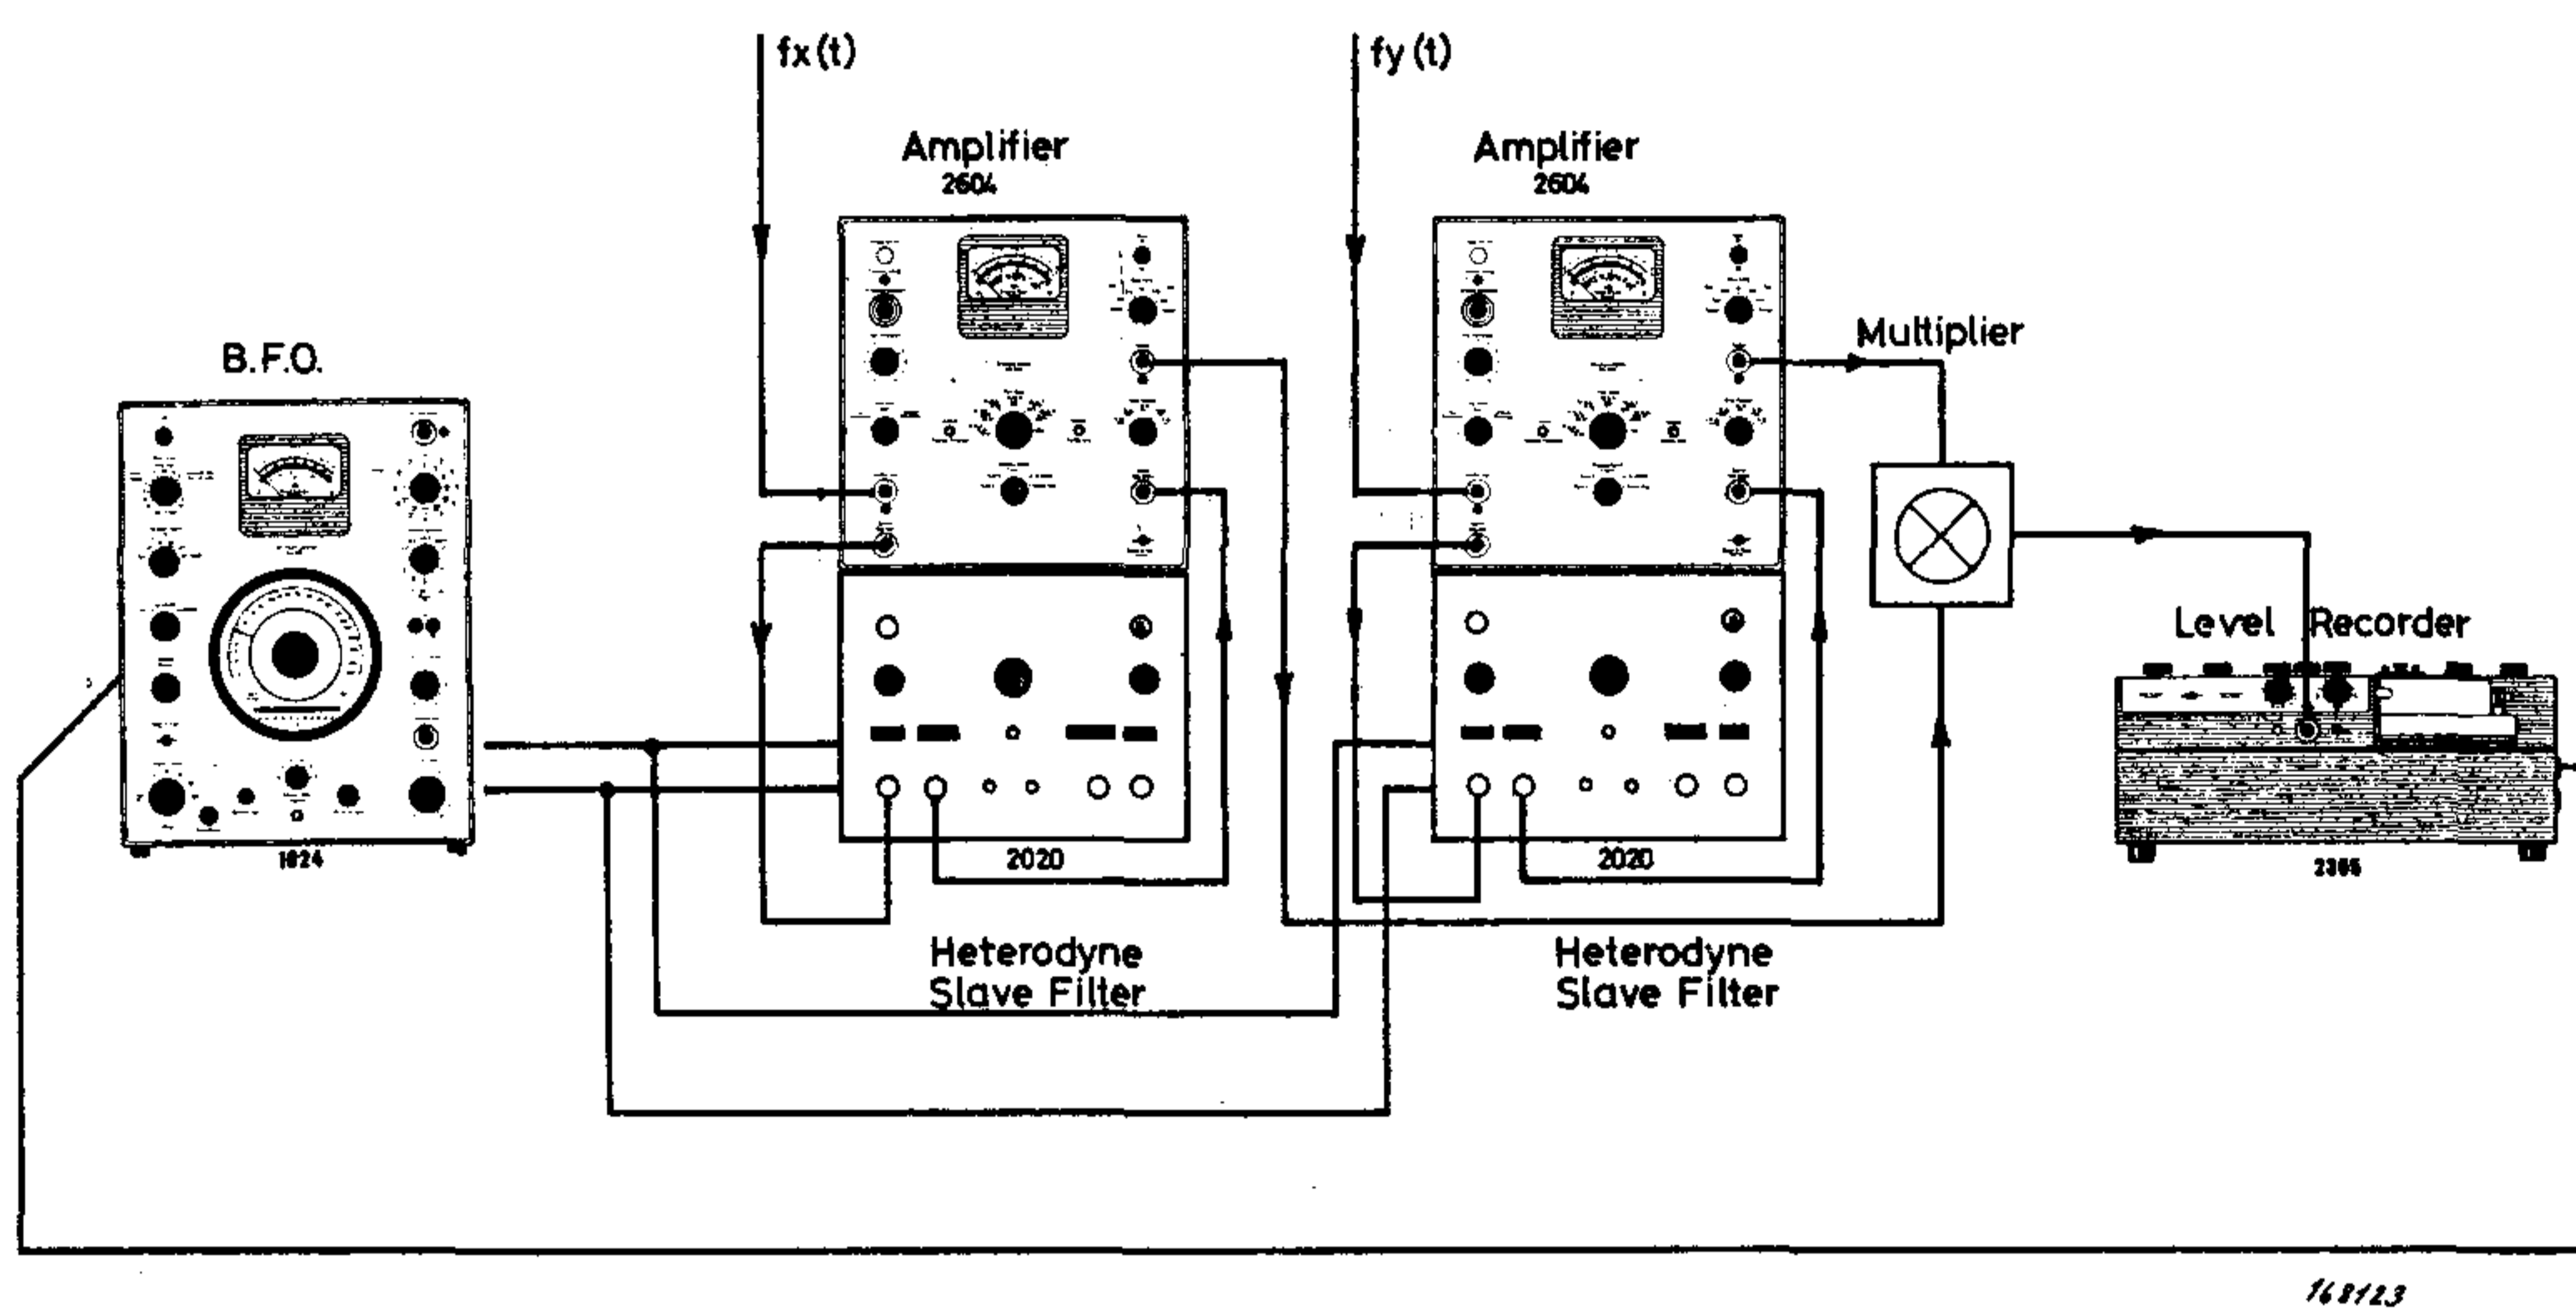 fx (t)
fy (t)
Amplifier
2604
Amplifier
2604
Multiplier
B.F.O.
Level Recorder
1024
2020
2020
2305
Heterodyne
Slave Filter
Heterodyne
Slave Filter
168123